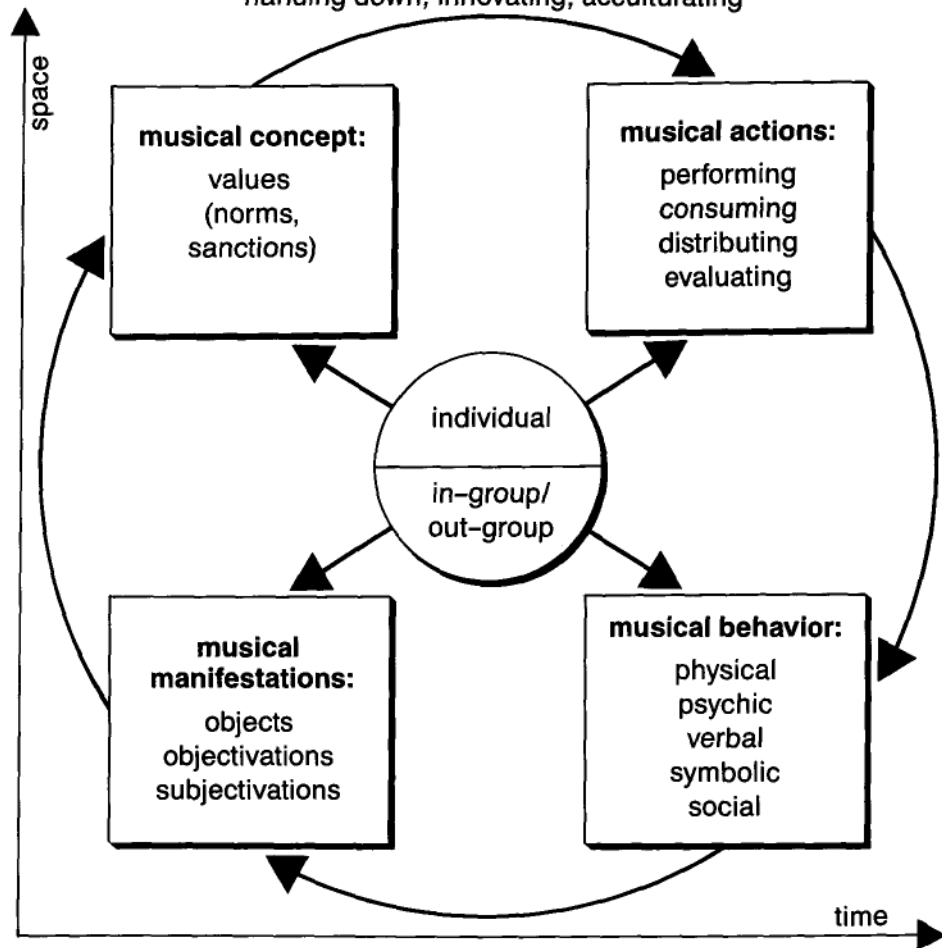 handing down, innovating, acculturating
space
musical concept:
values
(norms,
sanctions)
musical actions:
performing
consuming
distributing
evaluating
individual
in-group/
out-group
musical
manifestations:
objects
objectivations
subjectivations
musical behavior:
physical
psychic
verbal
symbolic
social
time